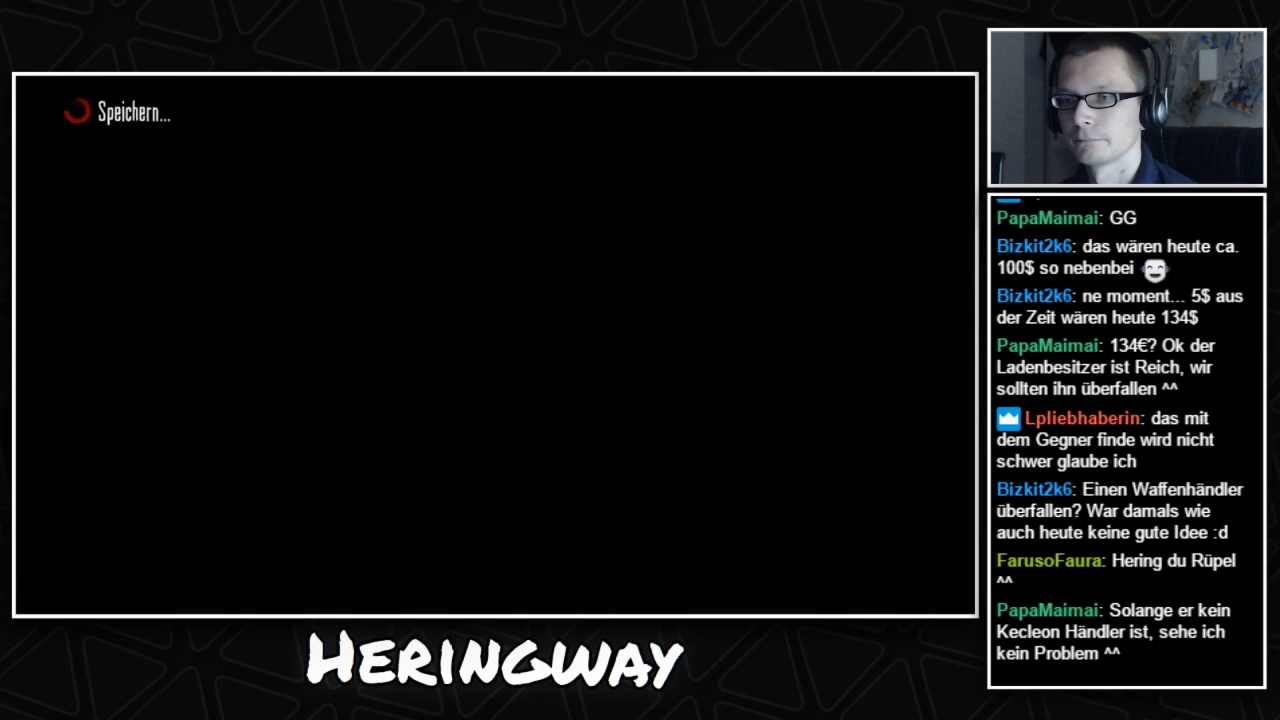 Speichern...
PapaMaimai: GG
Bizkit2k6: das wären heute ca.
100$ so nebenbei
Bizkit2k6: ne moment... 5$ aus
der Zeit wären heute 134$
PapaMaimai: 134€? Ok der
Ladenbesitzer ist Reich, wir
sollten ihn überfallen ^^
Lpliebhaberin: das mit
dem Gegner finde wird nicht
schwer glaube ich
Bizkit2k6: Einen Waffenhändler
überfallen? War damals wie
auch heute keine gute Idee :d
FarusoFaura: Hering du Rüpel
^^
PapaMaimai: Solange er kein
Kecleon Händler ist, sehe ich
kein Problem ^^
Heringway